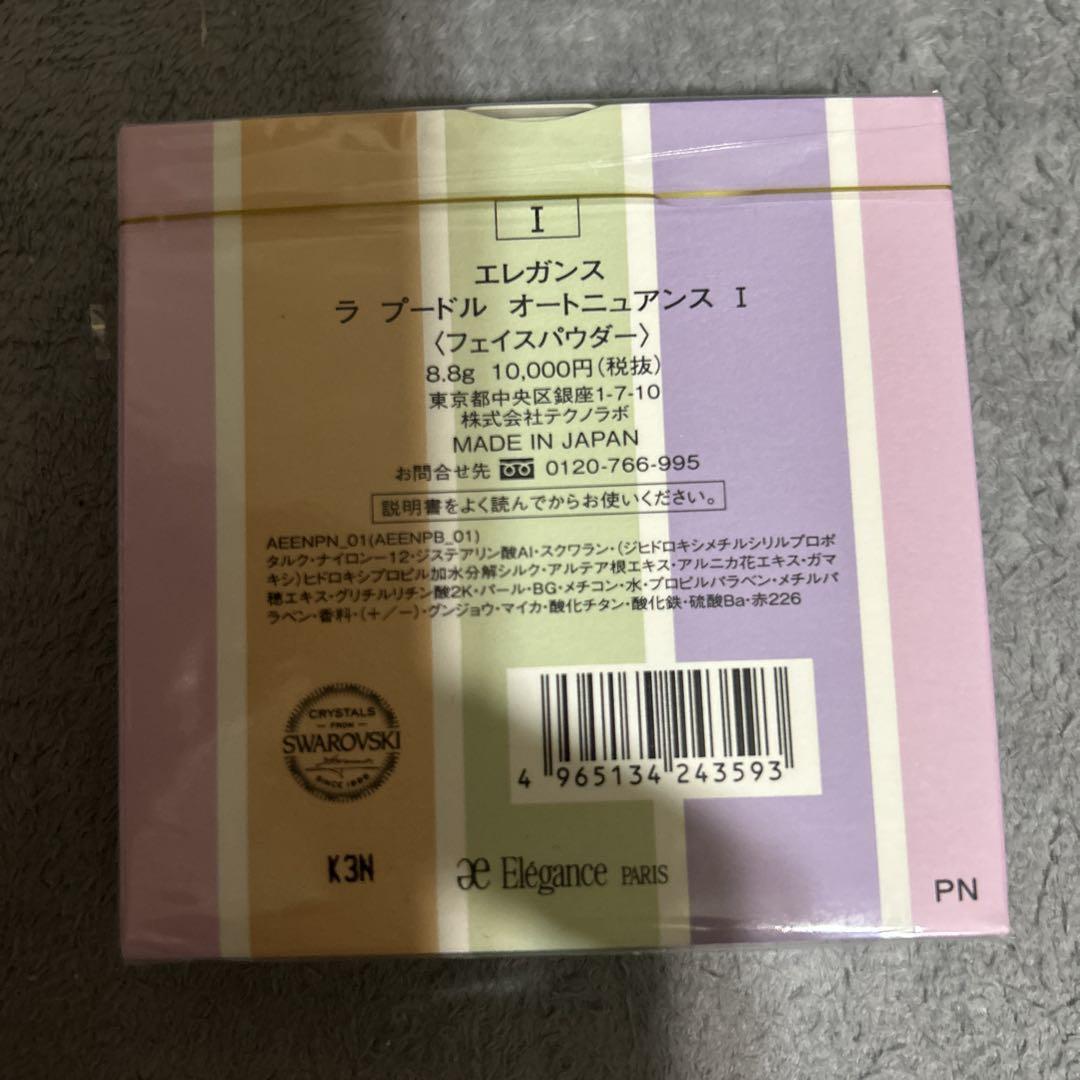 I
エレガンス
ラ プードル オートニュアンス I
〈フェイスパウダー〉
8.8g 10,000円(税抜)
東京都中央区銀座1-7-10
株式会社テクノラボ
MADE IN JAPAN
お問合せ先 0120-766-995
説明書をよく読んでからお使いください。
AEENPN_01(AEENPB_01)
タルク・ナイロン－12・ジステアリン酸Al・スクワラン・(ジヒドロキシメチルシリルプロポ
キシ)ヒドロキシプロピル加水分解シルク・アルテア根エキス・アルニカ花エキス・ガマ
穂エキス・グリチルリチン酸2K・パール・BG・メチコン・水・プロピルパラベン・メチルパ
ラベン・香料・(＋／－)グンジョウ・マイカ・酸化チタン・酸化鉄・硫酸Ba・赤226
CRYSTALS
FROM
SWAROVSKI
SINCE 1895
4 965134 243593
K3N
æ Elégance PARIS
PN